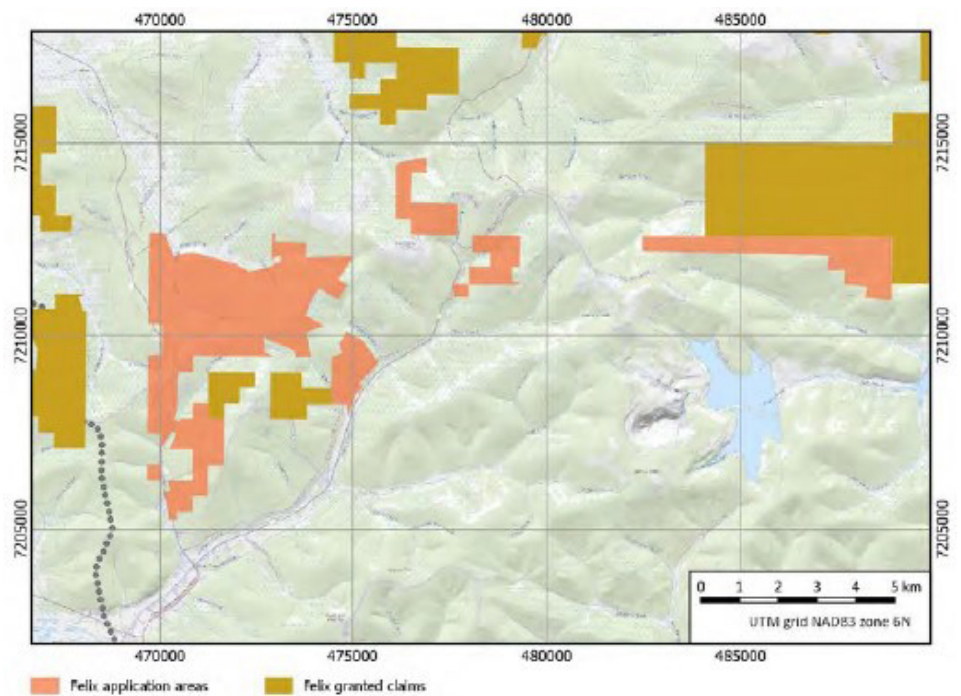 470000 475000 480000 485000
7215000 7215000
7210000 7210000
7205000 7205000
0 1 2 3 4 5 km
UTM grid NAD83 zone 6N
470000 475000 480000 485000
Felix application areas Felix granted claims